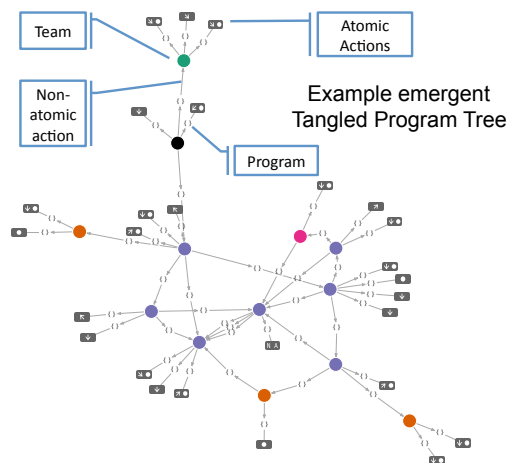 Team
Atomic
Actions
Non-
atomic
action
Example emergent
Tangled Program Tree
Program
N A